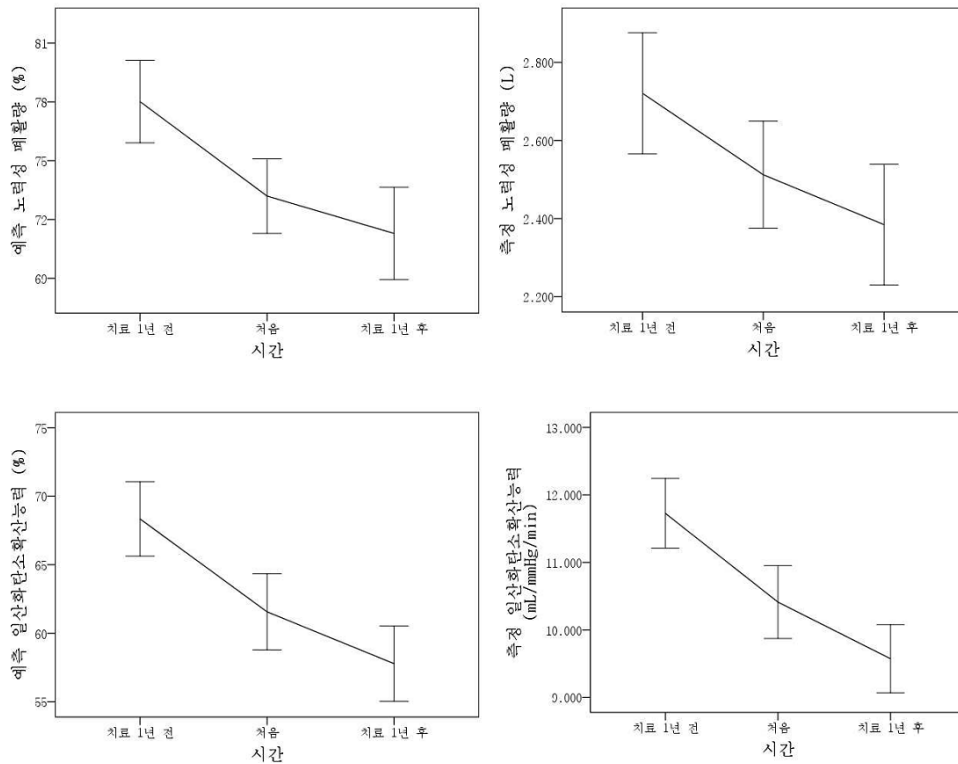 예측 노력성 폐활량 (%)
81
78
75
72
69
치료 1년 전
처음
치료 1년 후
시간
측정 노력성 폐활량 (L)
2.800
2.600
2.400
2.200
치료 1년 전
처음
치료 1년 후
시간
예측 일산화탄소확산능력 (%)
75
70
65
60
55
치료 1년 전
처음
치료 1년 후
시간
측정 일산화탄소확산능력
(mL/mmHg/min)
13.000
12.000
11.000
10.000
9.000
치료 1년 전
처음
치료 1년 후
시간